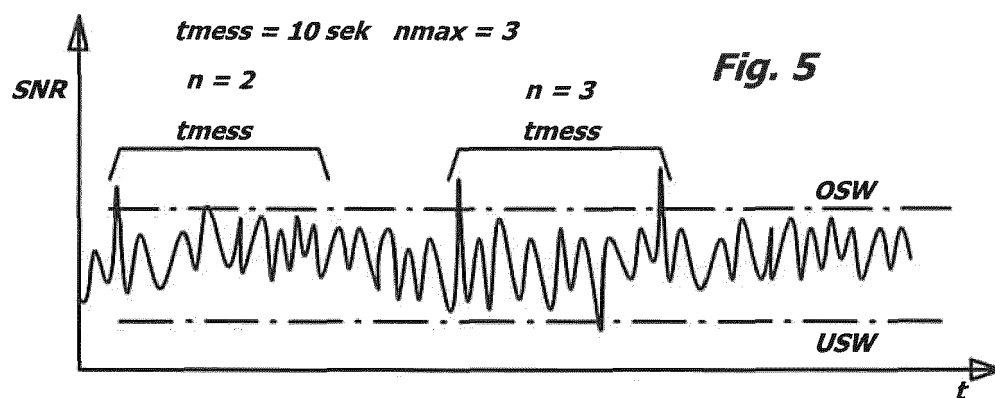 tmess = 10 sek nmax = 3
Fig. 5
SNR
n = 2
n = 3
tmess
tmess
OSW
USW
t